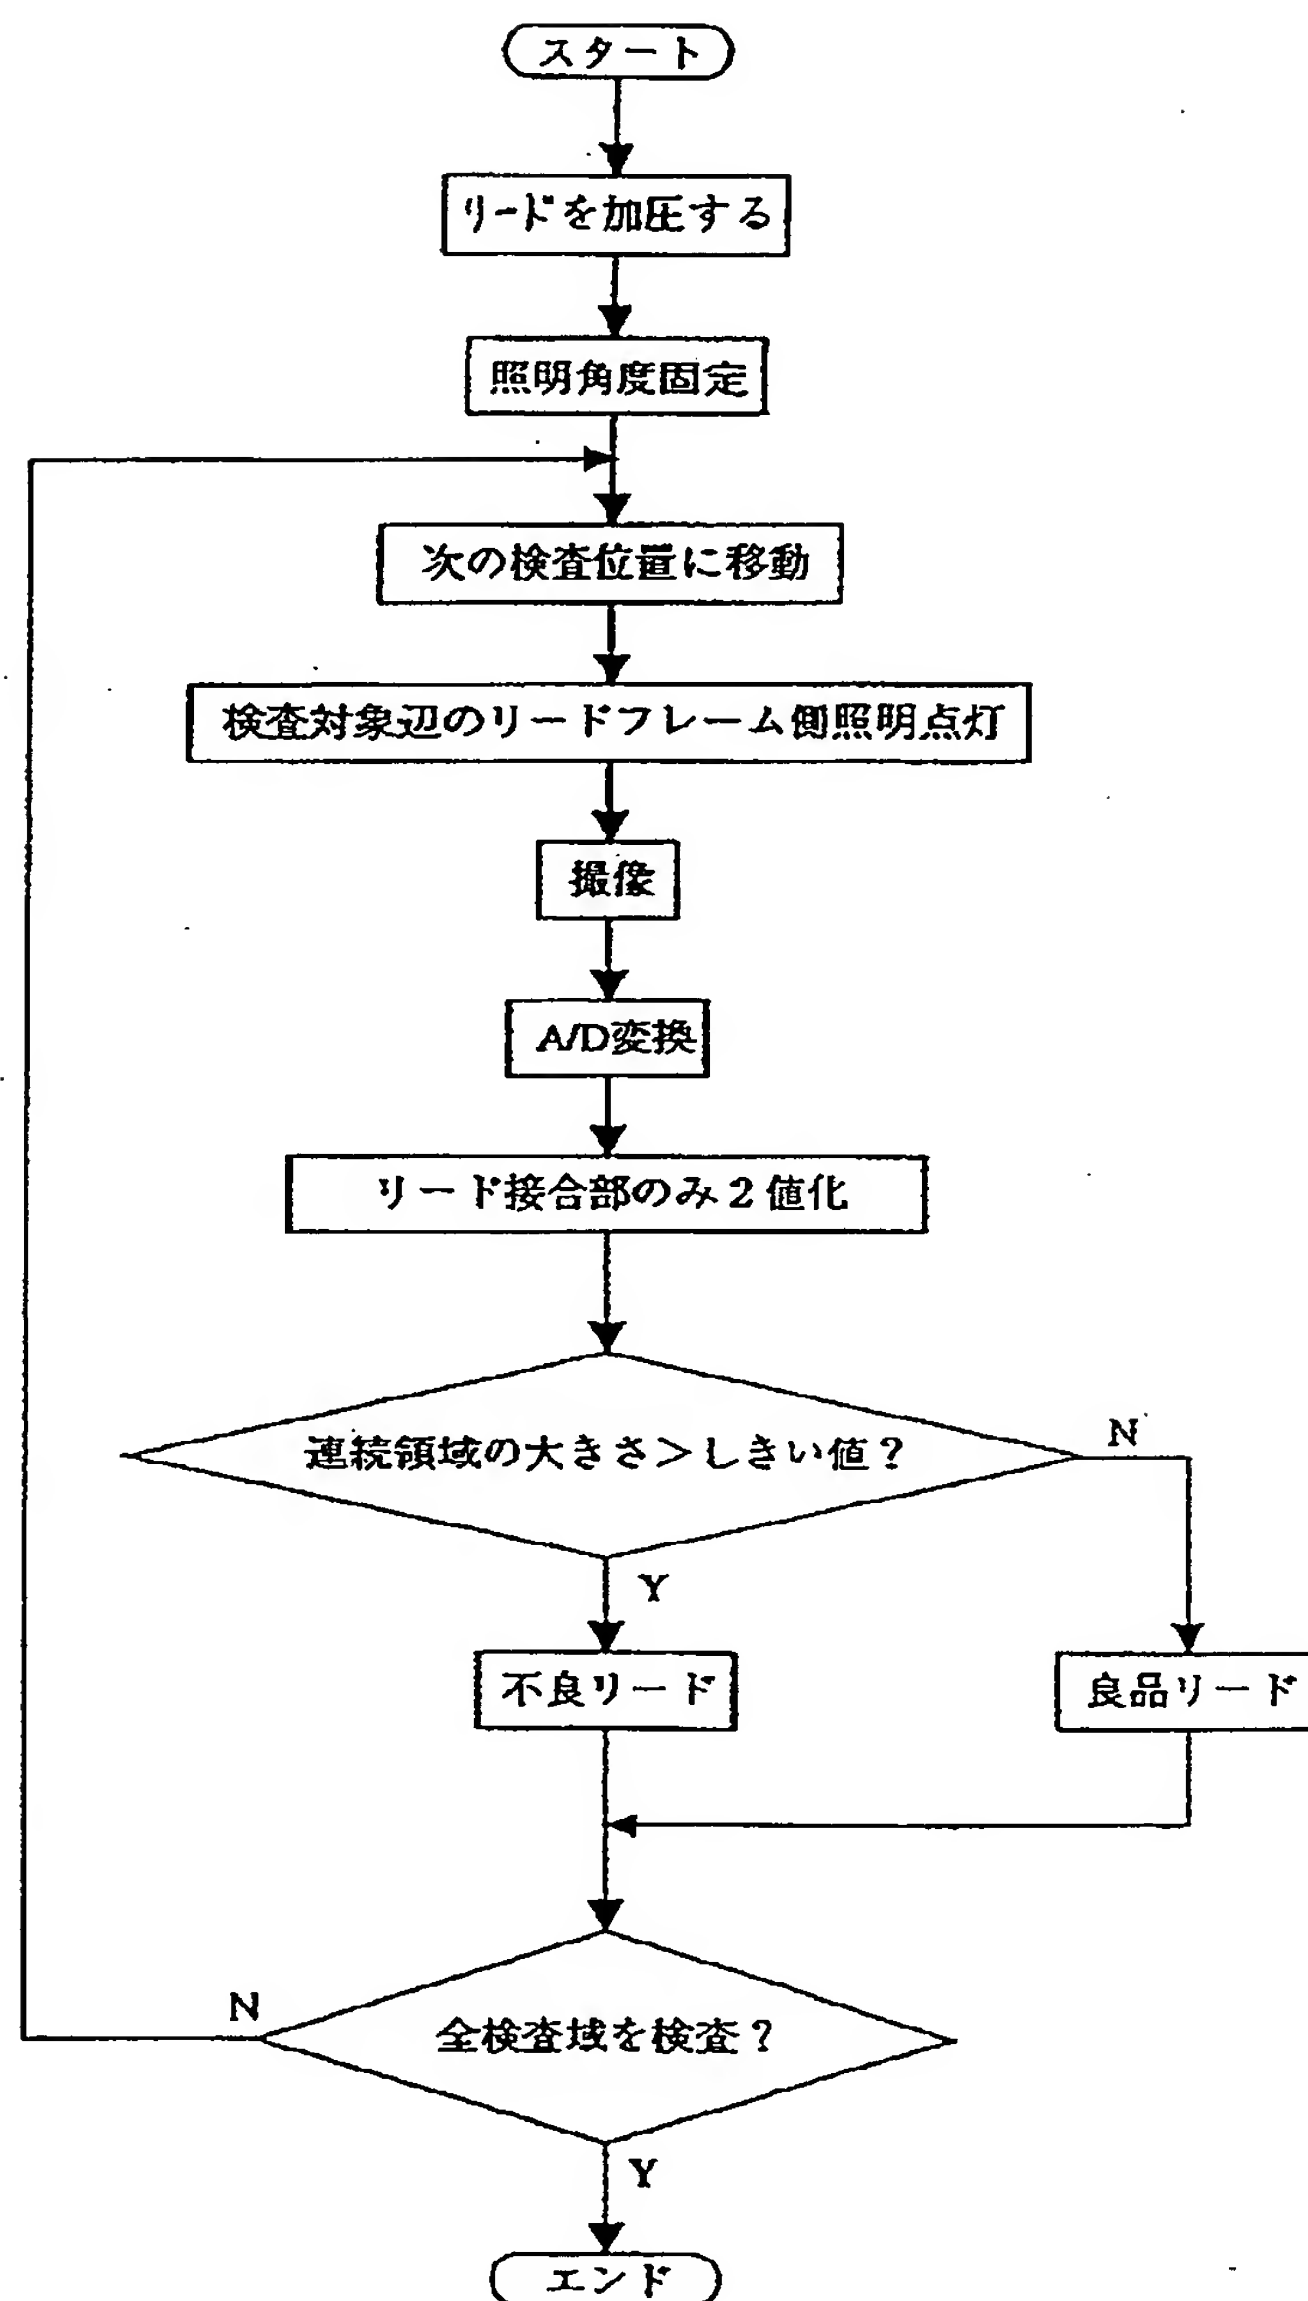 スタート
リードを加圧する
照明角度固定
次の検査位置に移動
検査対象辺のリードフレーム側照明点灯
撮像
A/D変換
リード接合部のみ2値化
連続領域の大きさ＞しきい値？
N
Y
不良リード
良品リード
N
全検査域を検査？
Y
エンド